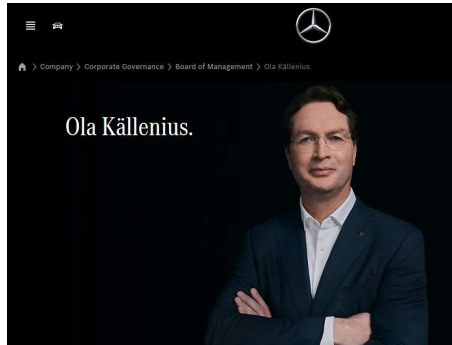 Company > Corporate Governance > Board of Management > Ola Källenius
Ola Källenius.